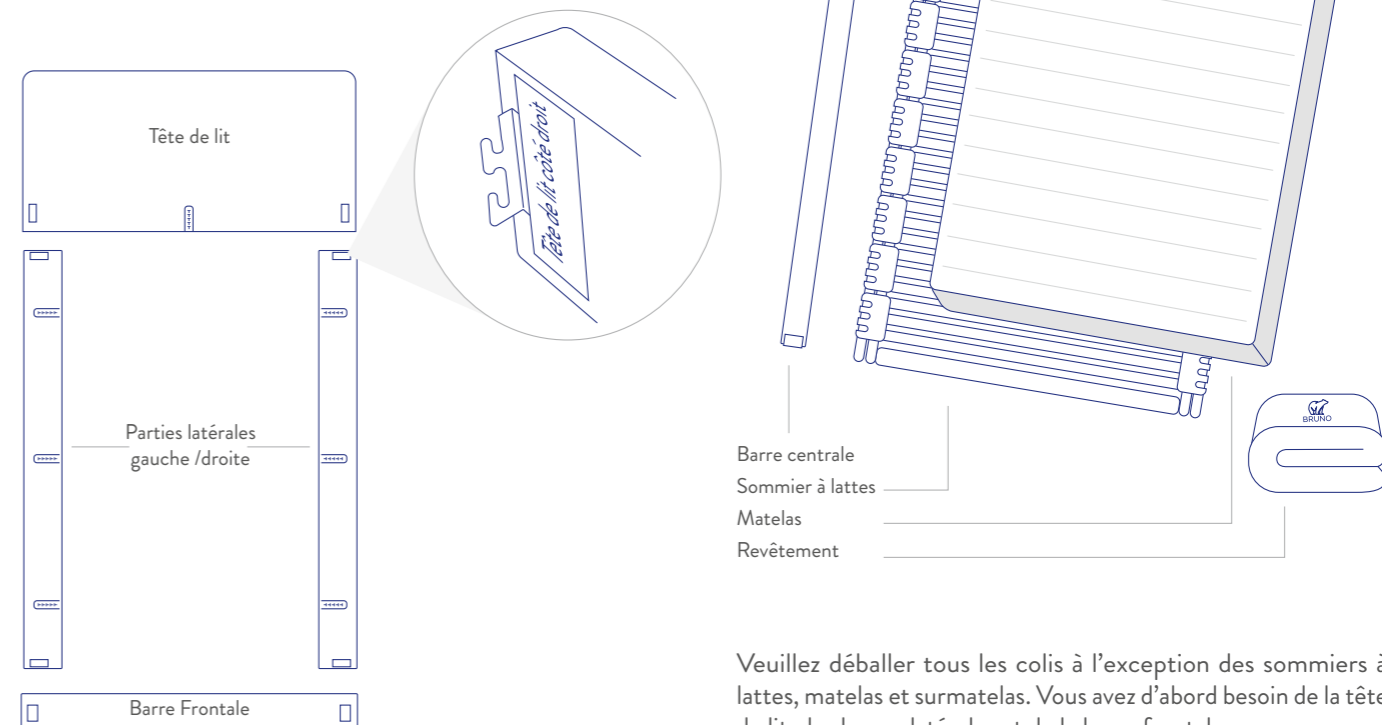 Tête de lit
Tête de lit côté droit
Parties latérales
gauche /droite
Barre Frontale
Barre centrale
Sommier à lattes
Matelas
Revêtement
BRUNO
Veuillez déballer tous les colis à l’exception des sommiers à
lattes, matelas et surmatelas. Vous avez d’abord besoin de la tête